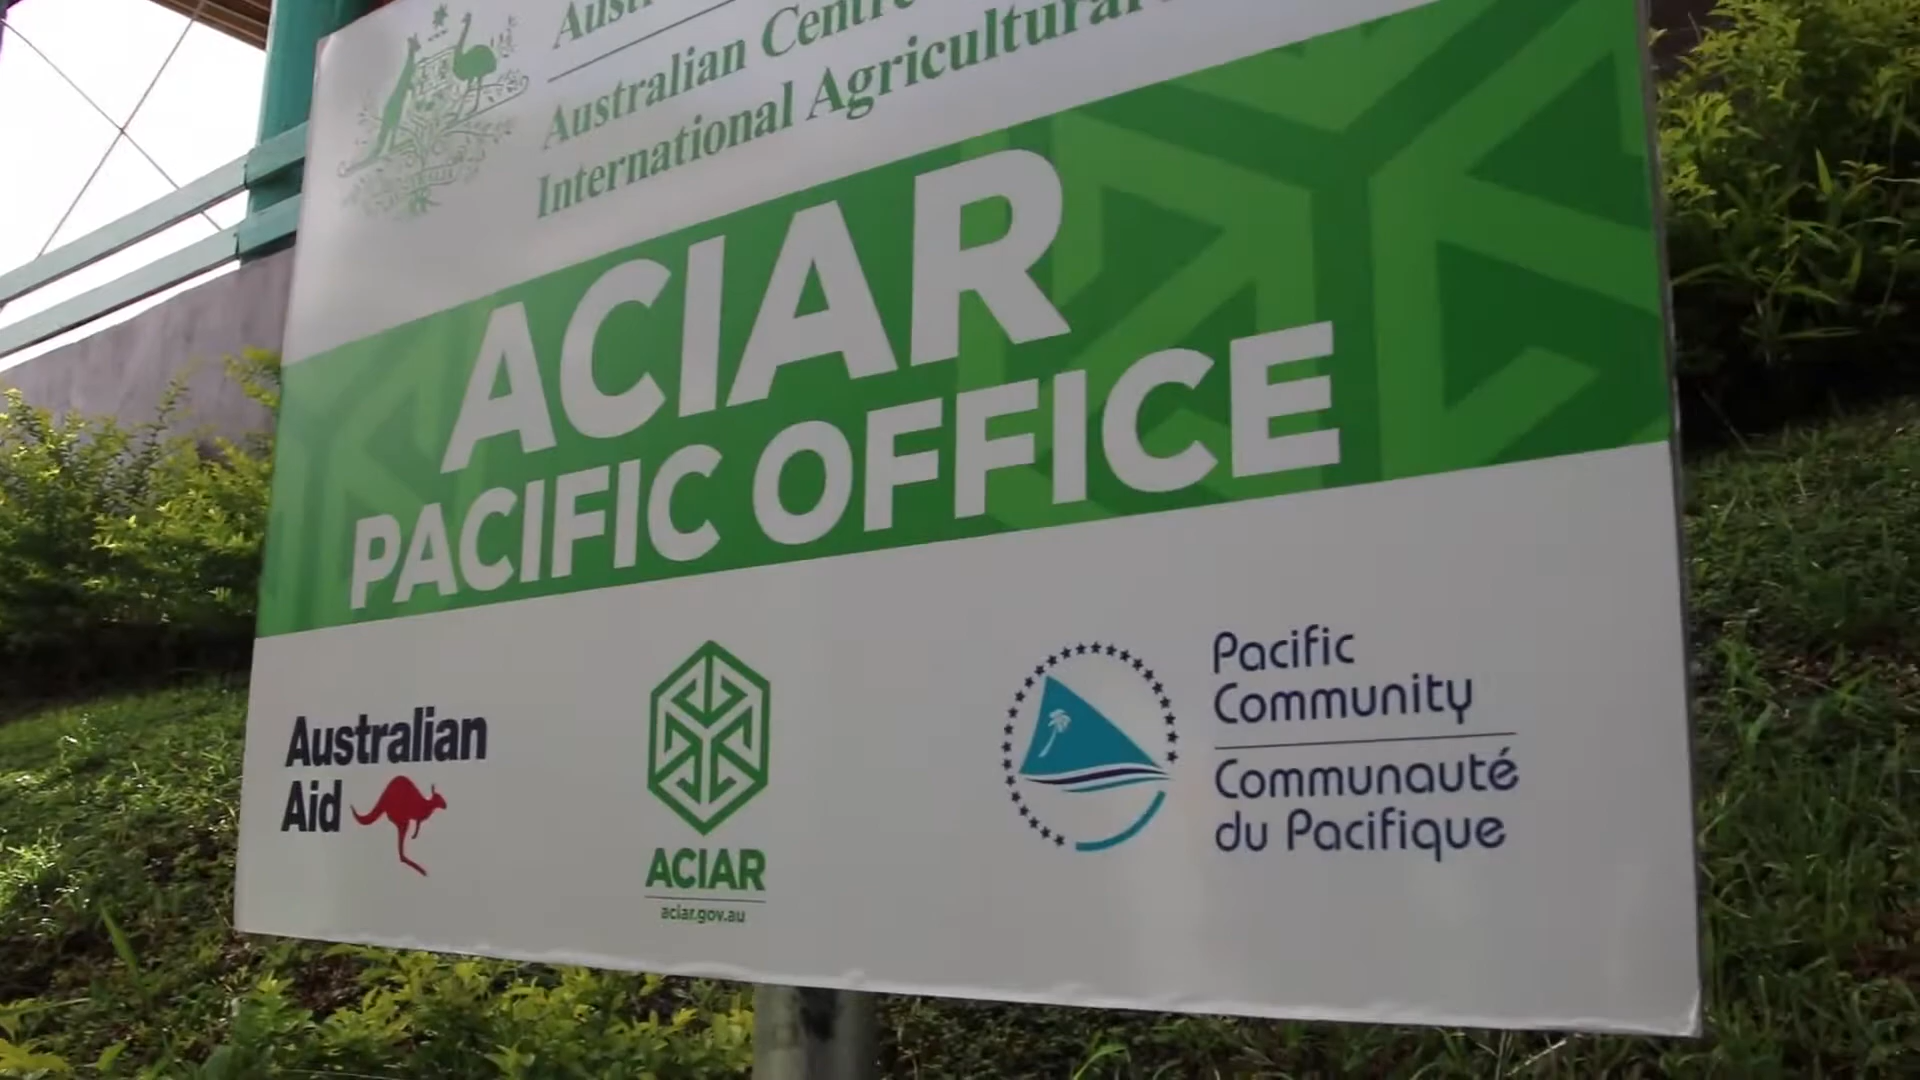 Australian Centre
International Agricultural
ACIAR
PACIFIC OFFICE
Australian
Aid
ACIAR
aciar.gov.au
Pacific
Community
Communauté
du Pacifique